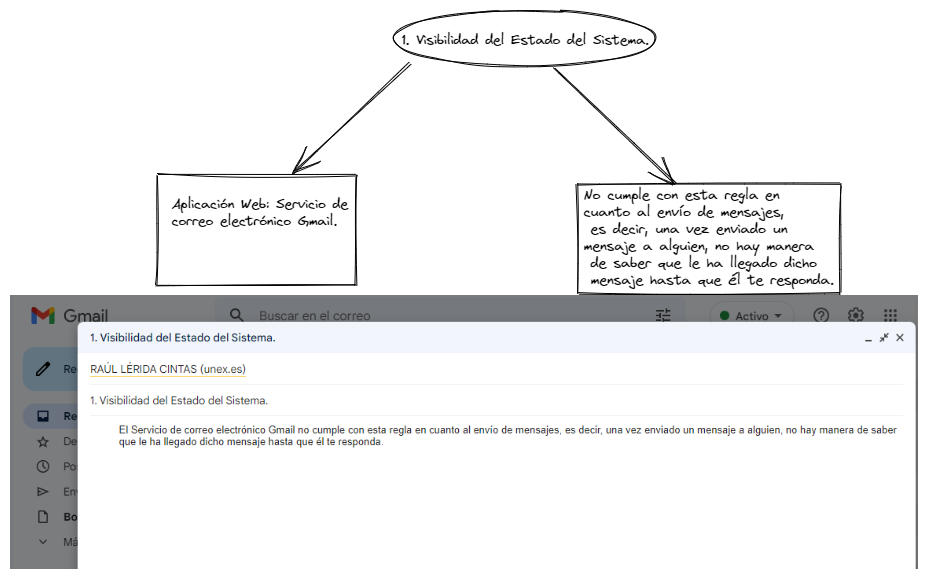 1. Visibilidad del Estado del Sistema.
Aplicación Web: Servicio de
correo electrónico Gmail.
No cumple con esta regla en
cuanto al envío de mensajes,
es decir, una vez enviado un
mensaje a alguien, no hay manera
de saber que le ha llegado dicho
mensaje hasta que él te responda.
Gmail
Buscar en el correo
Activo
1. Visibilidad del Estado del Sistema.
Re
RAÚL LÉRIDA CINTAS (unex.es)
1. Visibilidad del Estado del Sistema.
Re
El Servicio de correo electrónico Gmail no cumple con esta regla en cuanto al envío de mensajes, es decir, una vez enviado un mensaje a alguien, no hay manera de saber
De
que le ha llegado dicho mensaje hasta que él te responda.
Pos
En
Bo
Má